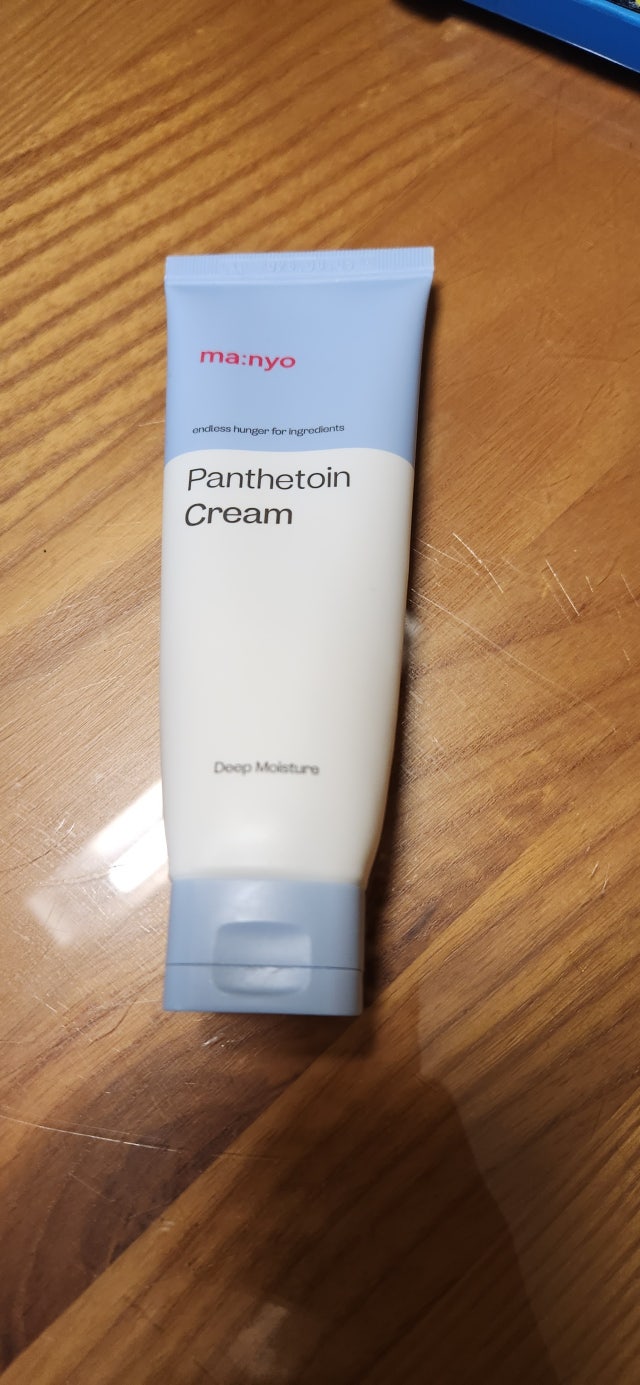 ma:nyo
endless hunger for ingredients
Panthetoin
Cream
Deep Moisture